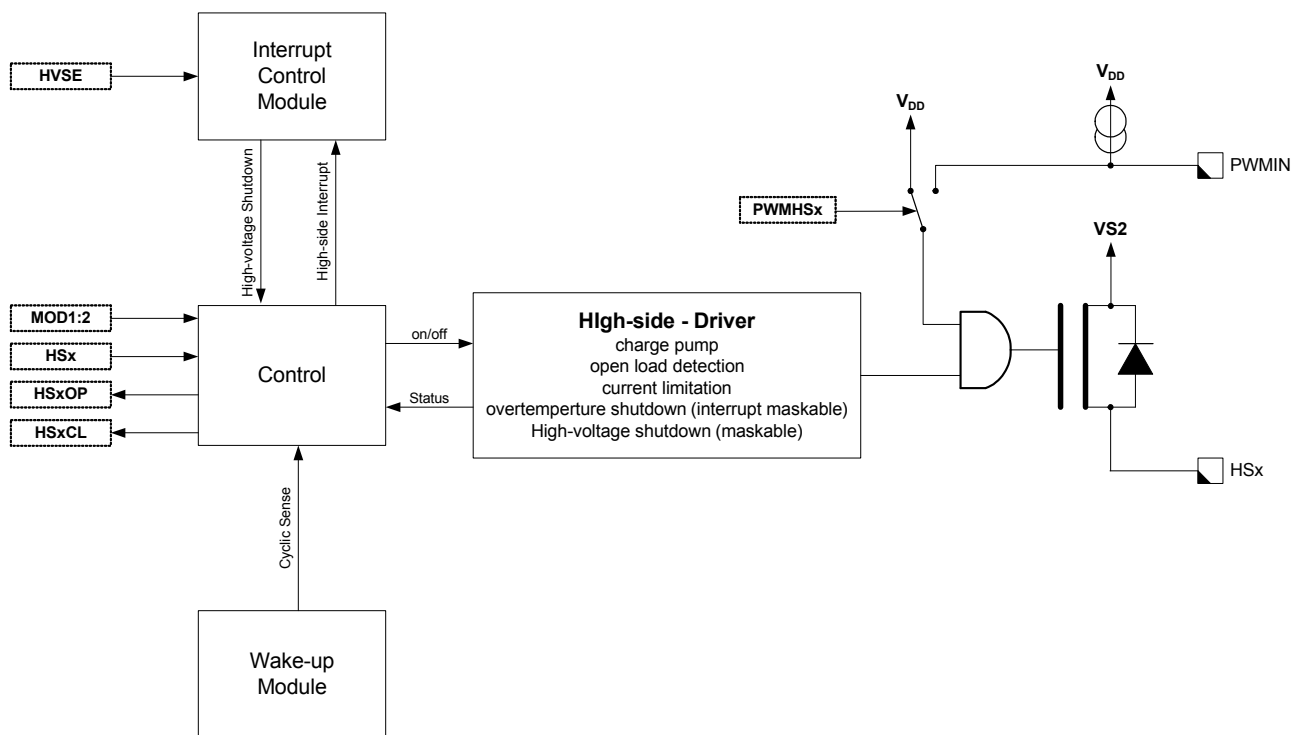 Interrupt
Control
Module
HVSE
High-voltage Shutdown
High-side Interrupt
VDD
VDD
PWMIN
PWMHSx
VS2
MOD1:2
HSx
HSxOP
HSxCL
Control
on/off
Status
HIgh-side - Driver
charge pump
open load detection
current limitation
overtemperture shutdown (interrupt maskable)
High-voltage shutdown (maskable)
HSx
Cyclic Sense
Wake-up
Module